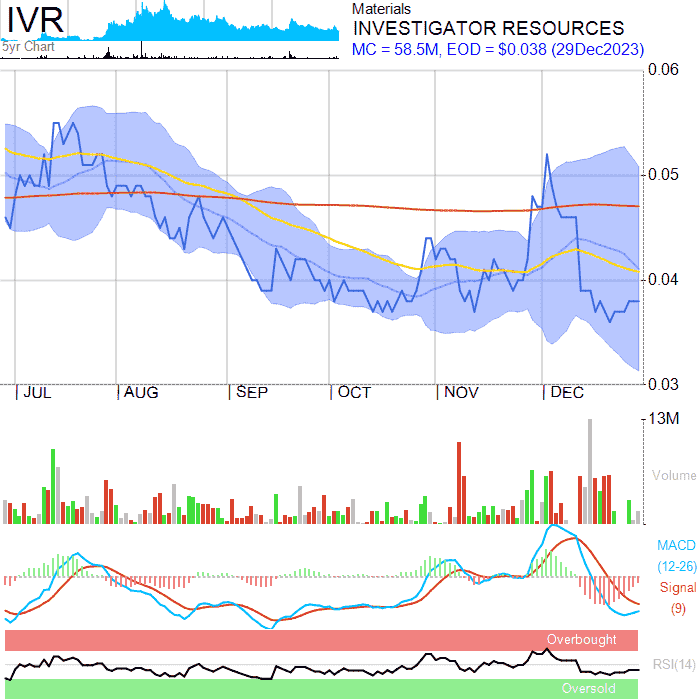 IVR
5yr Chart
Materials
INVESTIGATOR RESOURCES
MC = 58.5M, EOD = $0.038 (29Dec2023)
0.06
0.05
0.04
0.03
JUL AUG SEP OCT NOV DEC
13M
Volume
MACD
(12-26)
Signal
(9)
Overbought
RSI(14)
Oversold